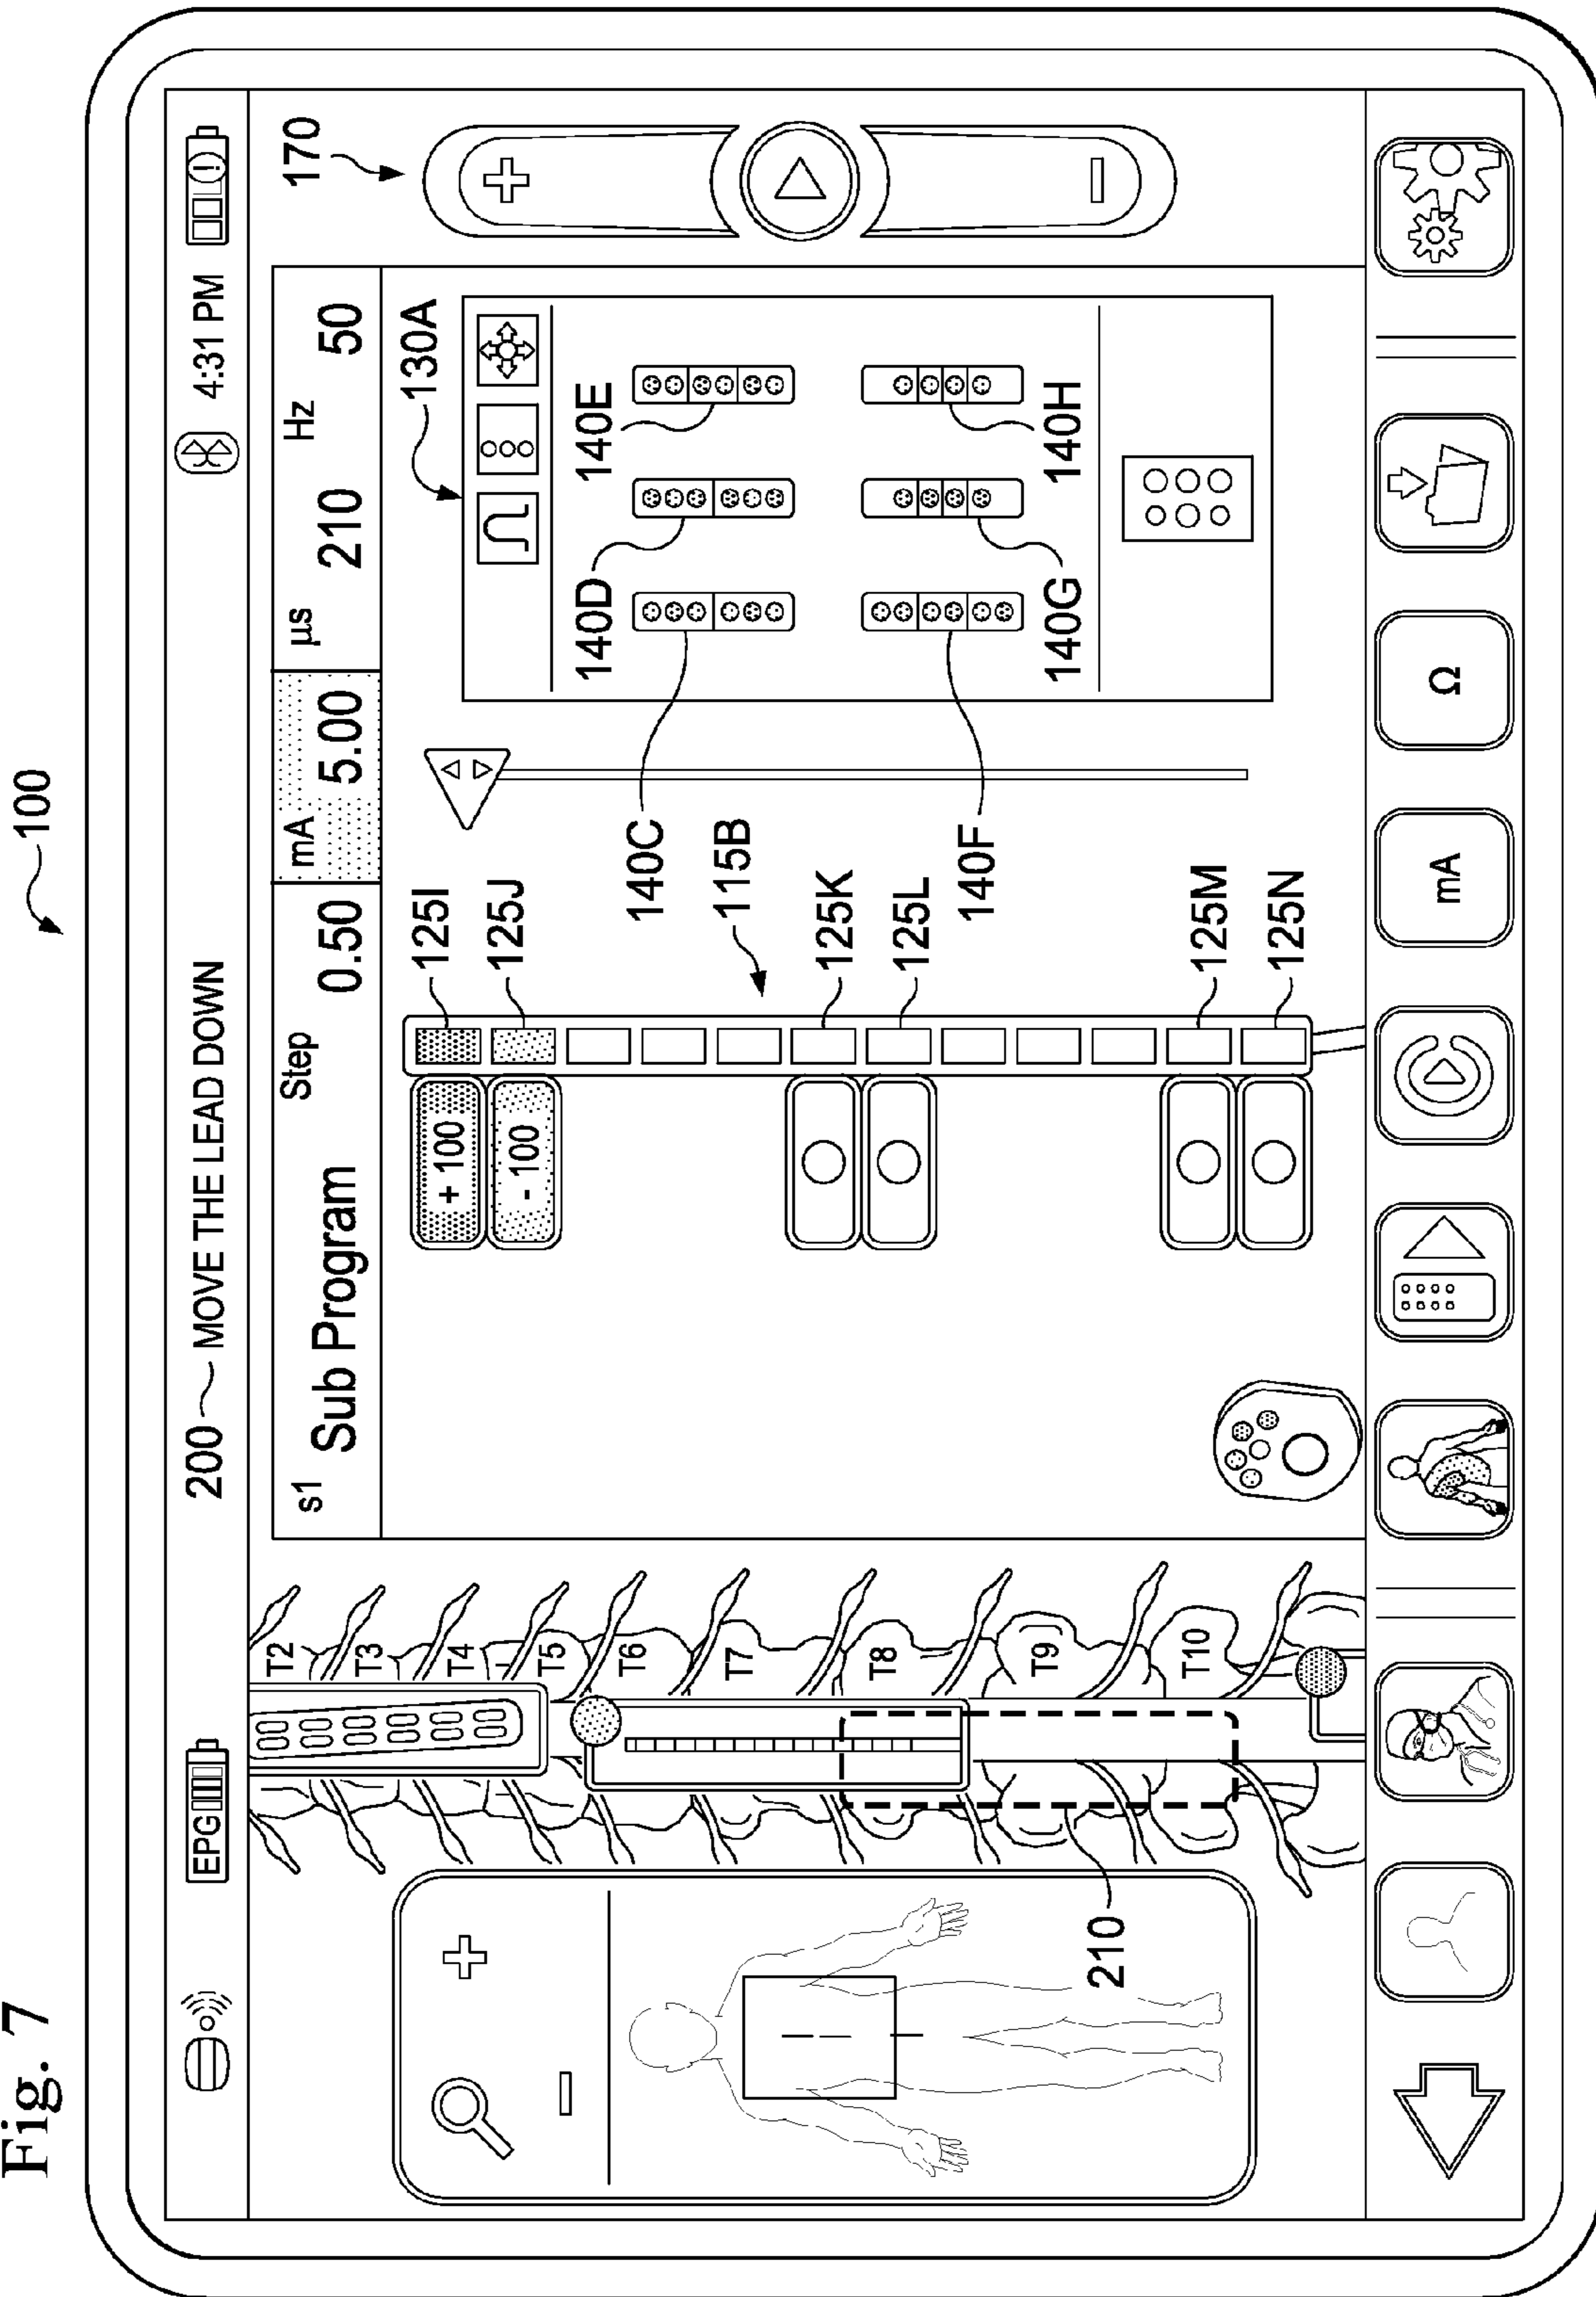 Fig. 7
100
EPG
200
MOVE THE LEAD DOWN
4:31 PM
!
s1
Sub Program
Step
0.50
mA
5.00
µs
210
Hz
50
170
T2
T3
T4
T5
T6
T7
T8
T9
T10
210
+ 100
- 100
125I
125J
115B
125K
125L
125M
125N
130A
140D
140E
140C
140F
140G
140H
mA
Ω